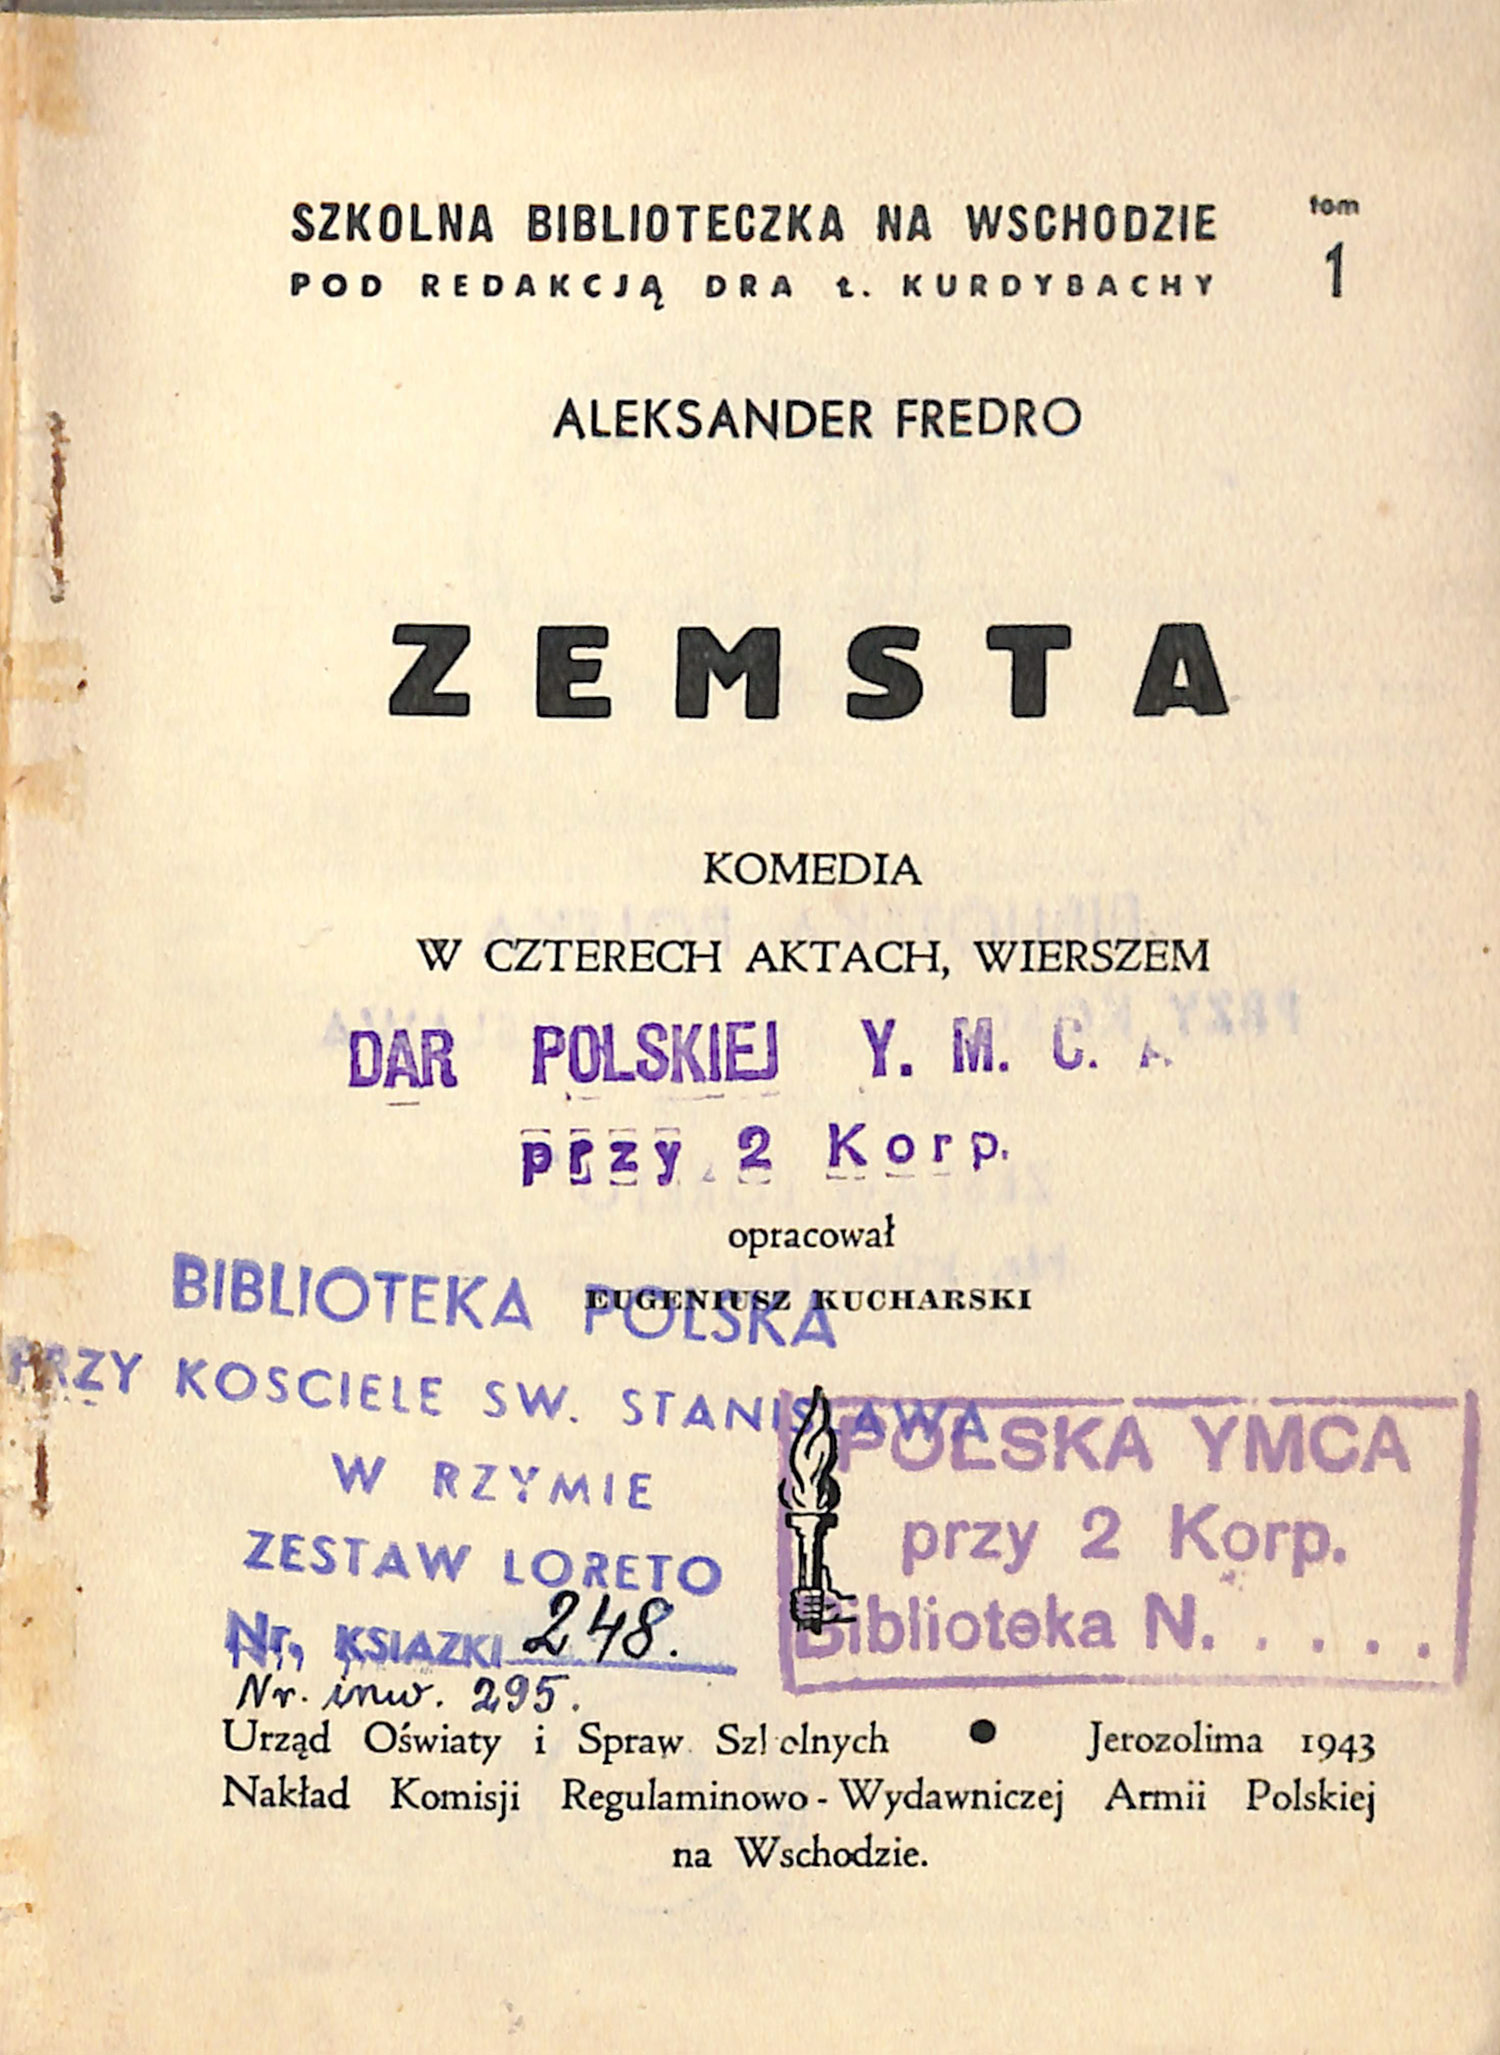 SZKOLNA BIBLIOTECZKA NA WSCHODZIE tom
POD REDAKCJĄ DRA Ł. KURDYBACHY 1
ALEKSANDER FREDRO
ZEMSTA
KOMEDIA
W CZTERECH AKTACH, WIERSZEM
DAR POLSKIEJ Y. M. C. A
przy 2 Korp.
opracował
EUGENIUSZ KUCHARSKI
BIBLIOTEKA POLSKA
PRZY KOSCIELE SW. STANISLAWA
W RZYMIE
ZESTAW LORETO
Nr, KSIAZKI 248.
Nr. inw. 295.
POLSKA YMCA
przy 2 Korp.
Biblioteka N. . . . . .
Urząd Oświaty i Spraw Szkolnych ● Jerozolima 1943
Nakład Komisji Regulaminowo - Wydawniczej Armii Polskiej
na Wschodzie.